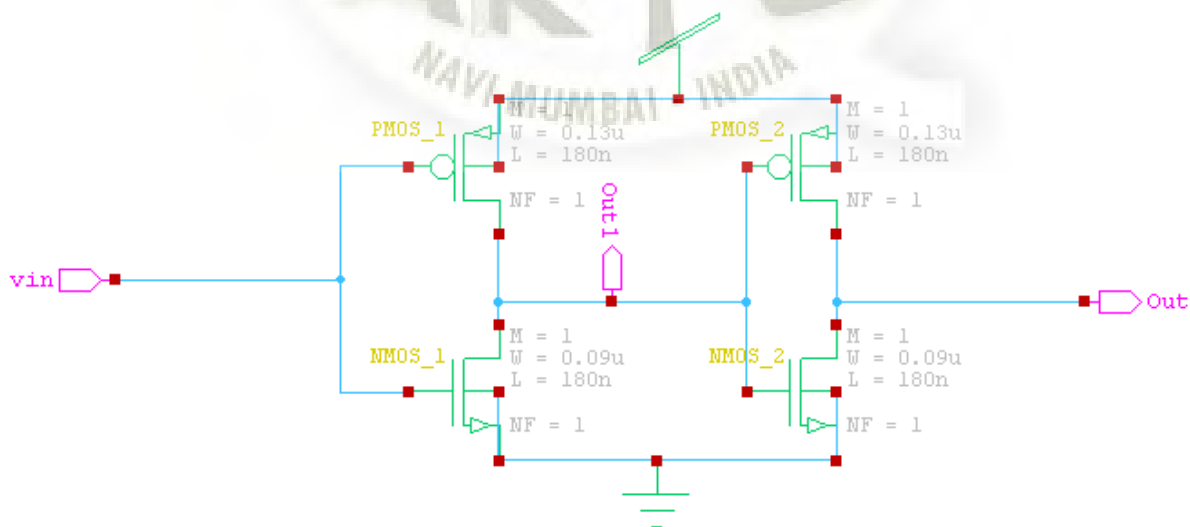 NAVI MUMBAI INDIA
PMOS_1
M = 1
W = 0.13u
L = 180n
NF = 1
PMOS_2
M = 1
W = 0.13u
L = 180n
NF = 1
Out1
vin
Out
NMOS_1
M = 1
W = 0.09u
L = 180n
NF = 1
NMOS_2
M = 1
W = 0.09u
L = 180n
NF = 1